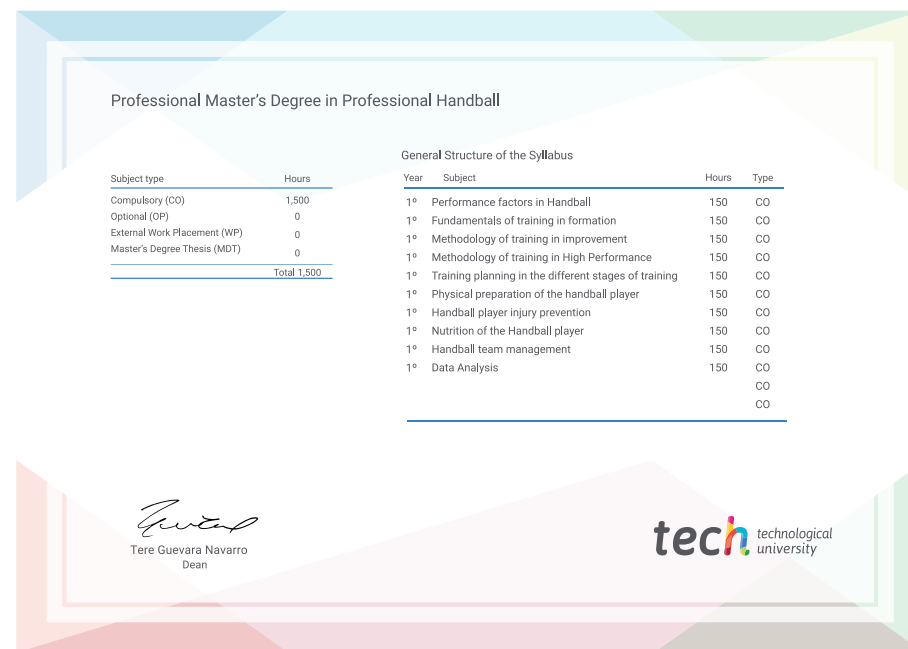 Professional Master's Degree in Professional Handball
Subject type Hours
Compulsory (CO) 1,500
Optional (OP) 0
External Work Placement (WP) 0
Master's Degree Thesis (MDT) 0
Total 1,500
General Structure of the Syllabus
Year Subject Hours Type
1º Performance factors in Handball 150 CO
1º Fundamentals of training in formation 150 CO
1º Methodology of training in improvement 150 CO
1º Methodology of training in High Performance 150 CO
1º Training planning in the different stages of training 150 CO
1º Physical preparation of the handball player 150 CO
1º Handball player injury prevention 150 CO
1º Nutrition of the Handball player 150 CO
1º Handball team management 150 CO
1º Data Analysis 150 CO
CO
CO
Tere Guevara Navarro
Dean
tech technological
university